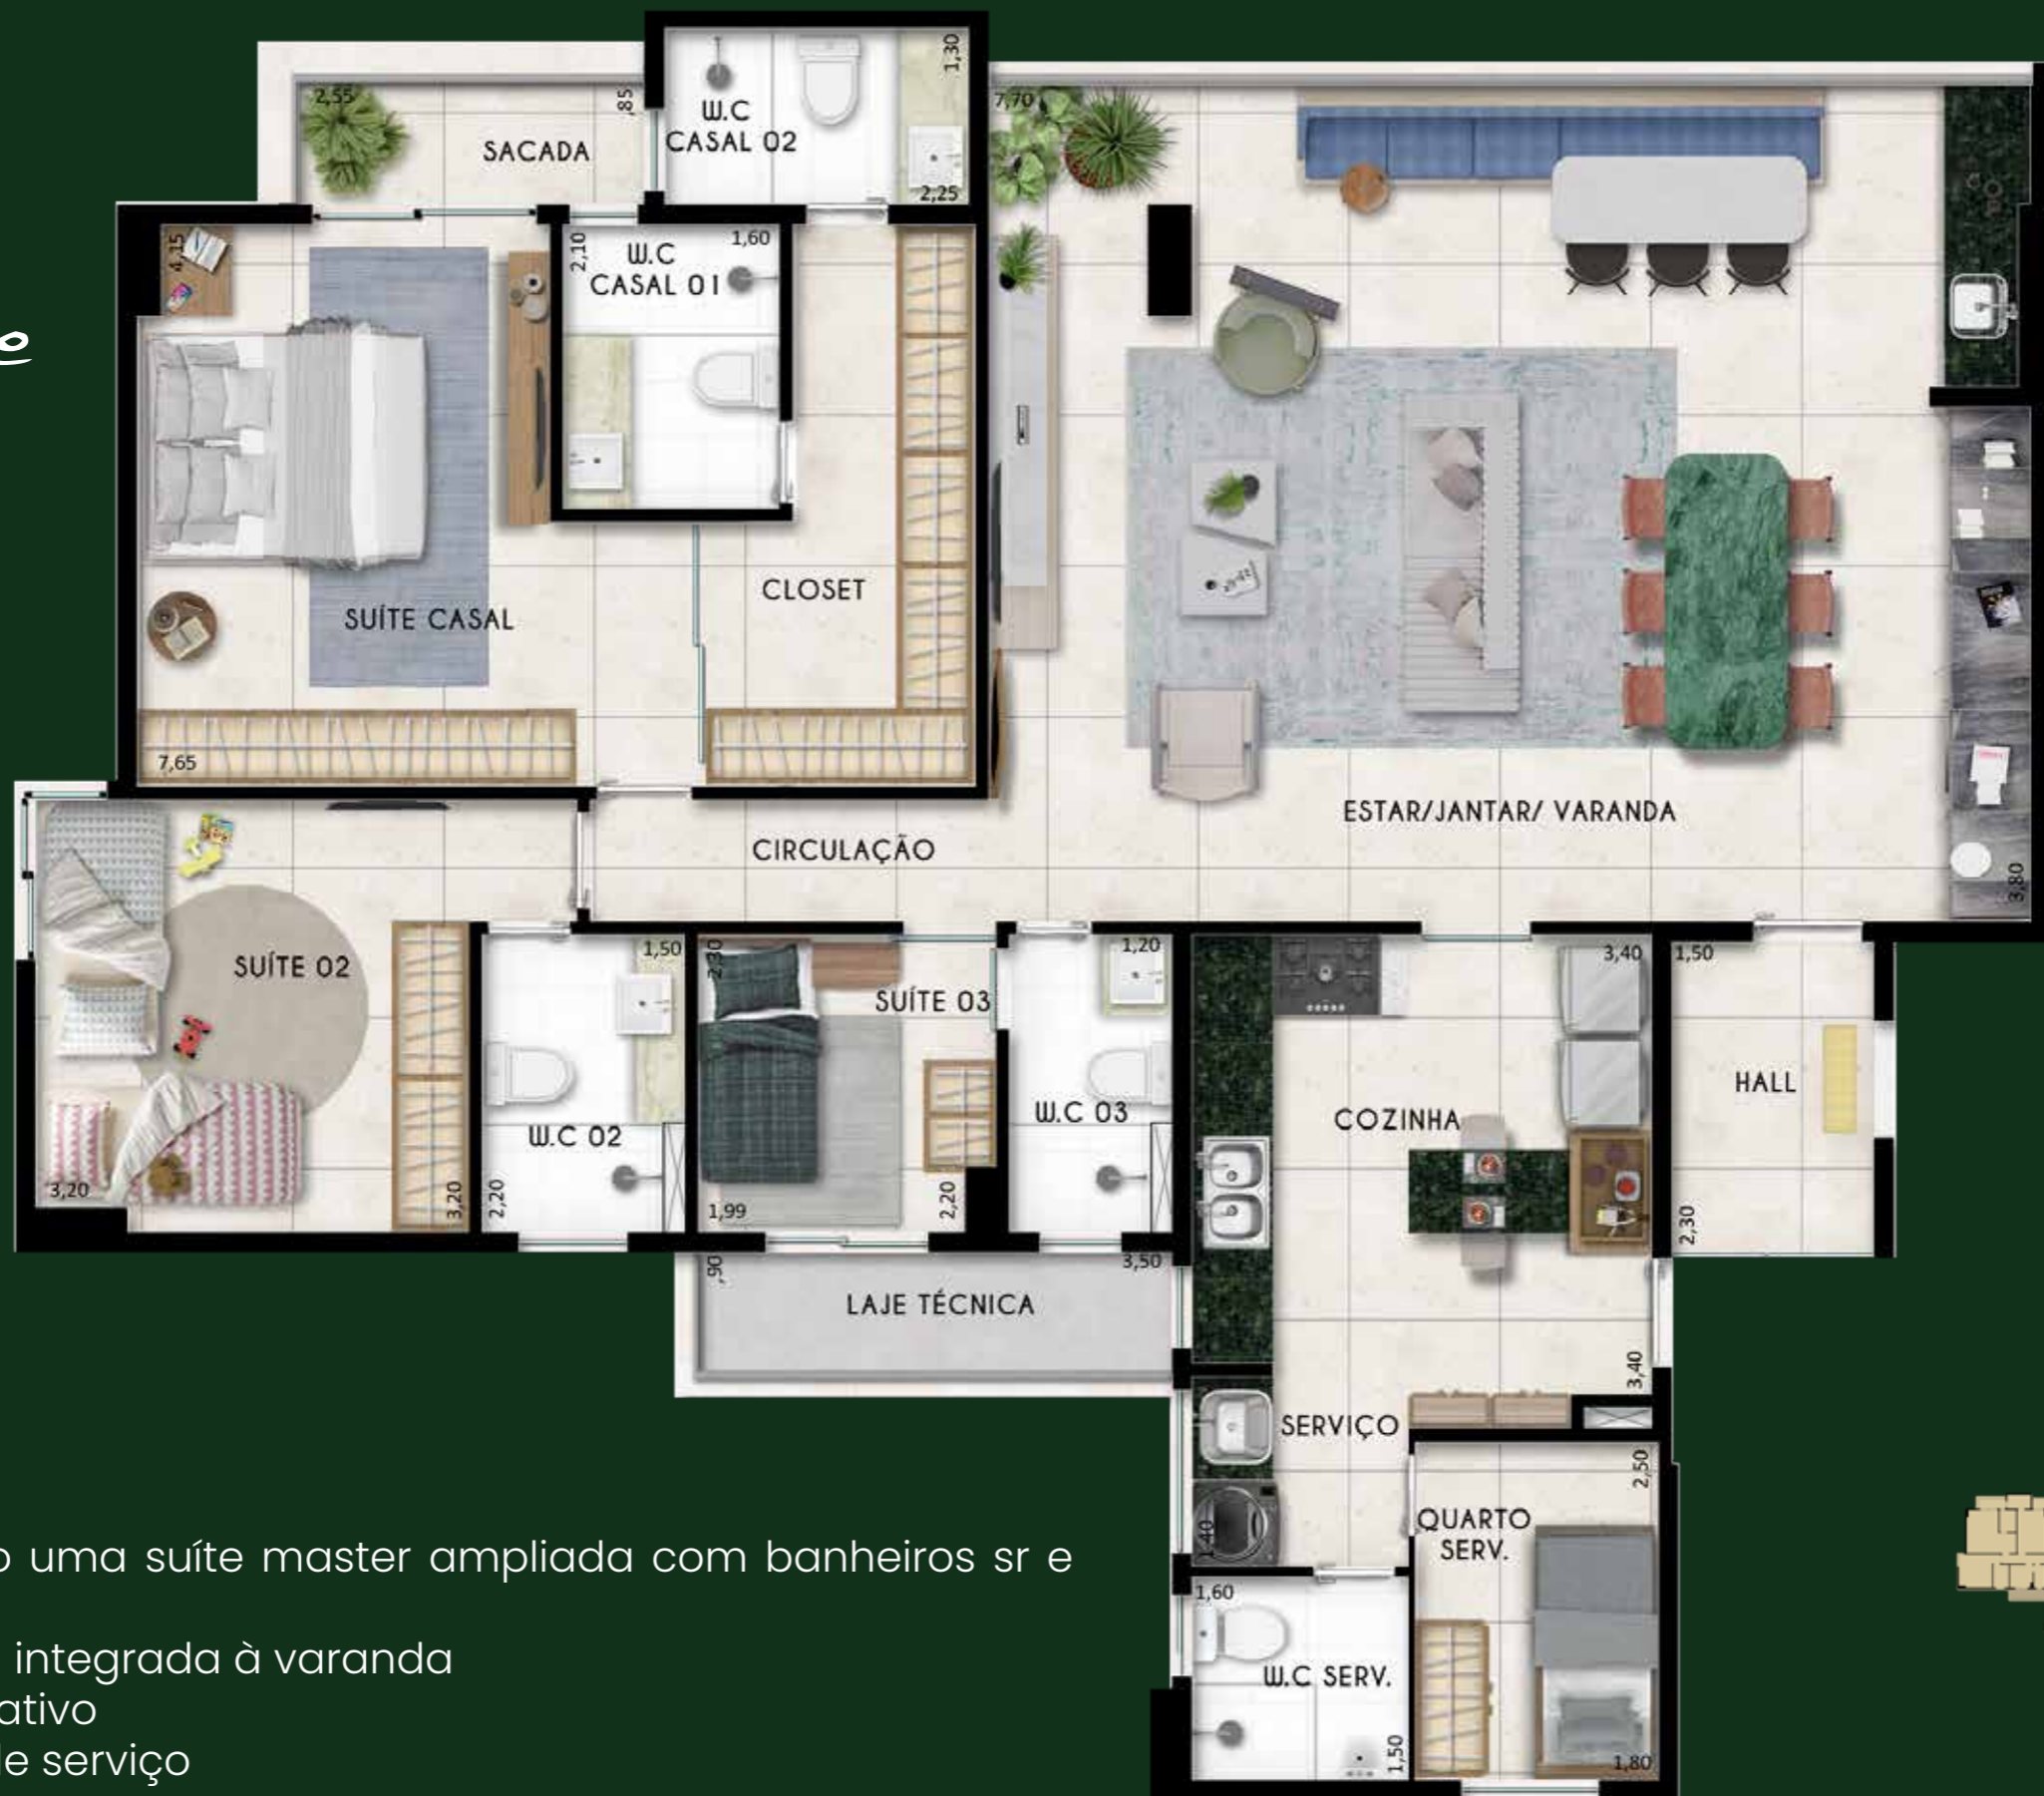 1,30
2,55
,85
W.C
CASAL 02
7,70
SACADA
2,25
4,15
2,10
1,60
W.C
CASAL 01
CLOSET
SUÍTE CASAL
7,65
ESTAR/JANTAR/ VARANDA
CIRCULAÇÃO
3,80
SUÍTE 02
1,50
2,30
SUÍTE 03
1,20
3,40
1,50
HALL
W.C 03
COZINHA
W.C 02
3,20
3,20
2,20
1,99
2,20
2,30
,90
3,50
LAJE TÉCNICA
3,40
SERVIÇO
2,50
QUARTO
SERV.
1,40
uma suíte master ampliada com banheiros sr e
1,60
integrada à varanda
W.C SERV.
ativo
1,50
de serviço
1,80